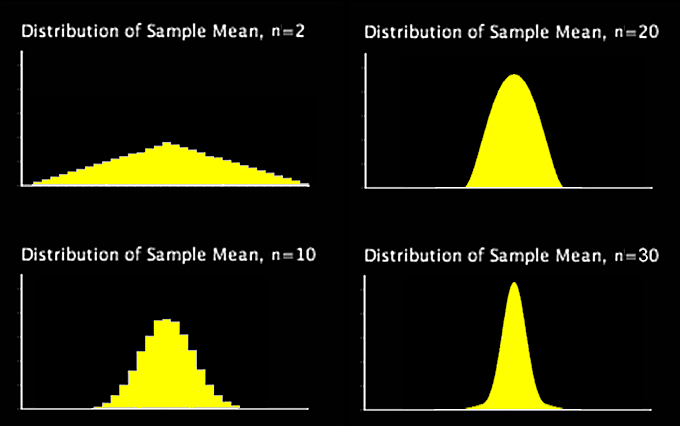 Distribution of Sample Mean, n=2
Distribution of Sample Mean, n=20
Distribution of Sample Mean, n=10
Distribution of Sample Mean, n=30